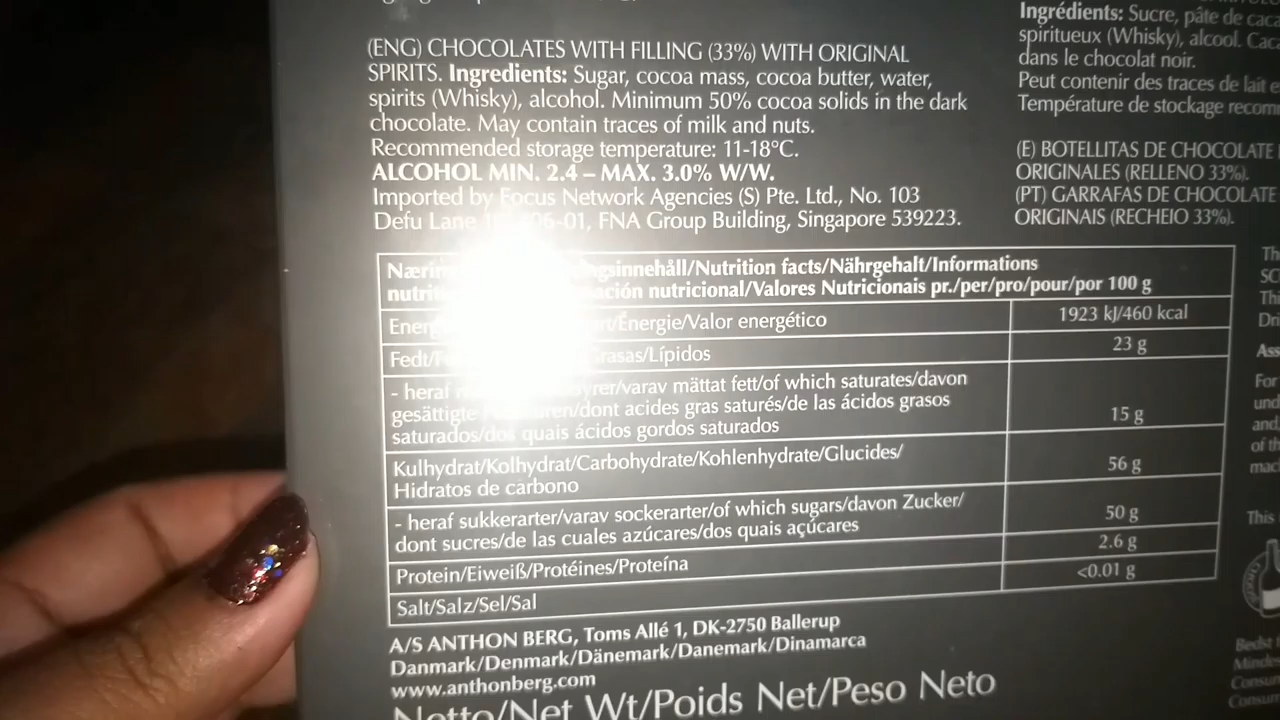 (ENG) CHOCOLATES WITH FILLING (33%) WITH ORIGINAL
SPIRITS. Ingredients: Sugar, cocoa mass, cocoa butter, water,
spirits (Whisky), alcohol. Minimum 50% cocoa solids in the dark
chocolate. May contain traces of milk and nuts.
Recommended storage temperature: 11-18°C.
ALCOHOL MIN. 2.4 – MAX. 3.0% W/W.
Imported by Focus Network Agencies (S) Pte. Ltd., No. 103
Defu Lane 06-01, FNA Group Building, Singapore 539223.
Nutrition facts/Nährgehalt/Informations
nutricional/Valores Nutricionais pr./per/pro/pour/por 100 g
Énergie/Valor energético 1923 kJ/460 kcal
Lípidos 23 g
- heraf varav mättat fett/of which saturates/davon
gesättigte dont acides gras saturés/de las ácidos grasos
saturados/dos quais ácidos gordos saturados 15 g
Kulhydrat/Kolhydrat/Carbohydrate/Kohlenhydrate/Glucides/
Hidratos de carbono 56 g
- heraf sukkerarter/varav sockerarter/of which sugars/davon Zucker/
dont sucres/de las cuales azúcares/dos quais açúcares 50 g
Protein/Eiweiß/Protéines/Proteína 2.6 g
Salt/Salz/Sel/Sal <0.01 g
A/S ANTHON BERG, Toms Allé 1, DK-2750 Ballerup
Danmark/Denmark/Dänemark/Danemark/Dinamarca
www.anthonberg.com
Netto/Net Wt/Poids Net/Peso Neto
Ingrédients: Sucre, pâte de
spiritueux (Whisky), alcool.
dans le chocolat noir.
Peut contenir des traces de lait
Température de stockage
(E) BOTELLITAS DE CHOCOLATE
ORIGINALES (RELLENO 33%).
(PT) GARRAFAS DE CHOCOLATE
ORIGINAIS (RECHEIO 33%).
For
and
of
This
Bedst